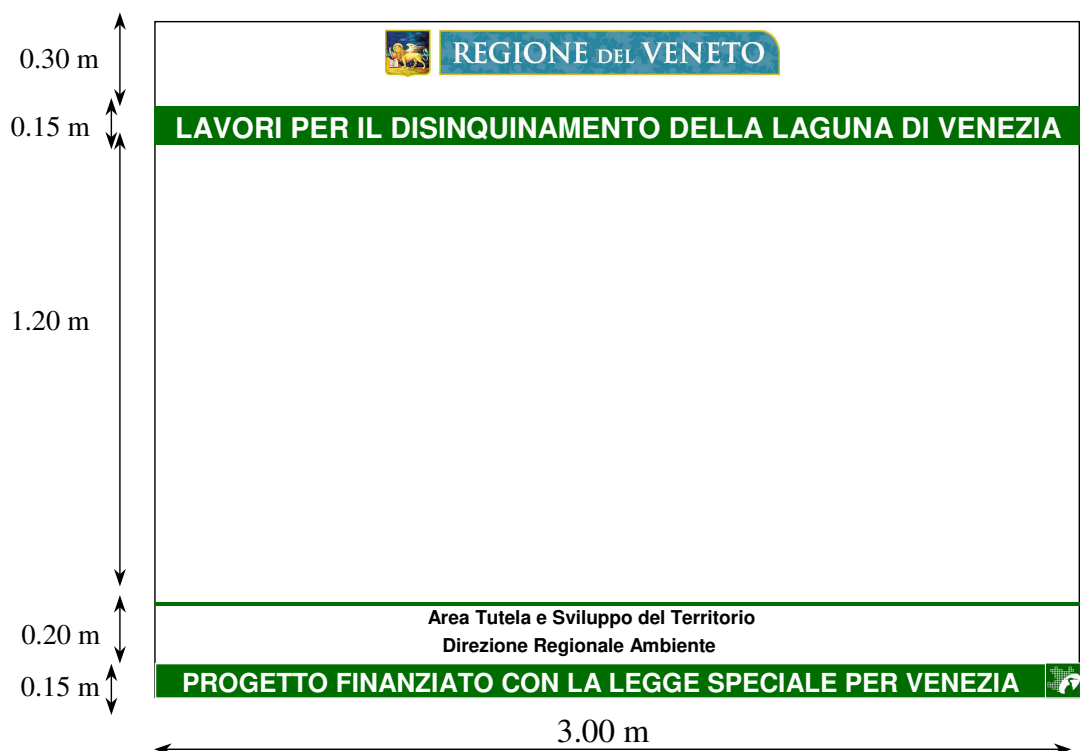 0.30 m
REGIONE DEL VENETO
0.15 m
LAVORI PER IL DISINQUINAMENTO DELLA LAGUNA DI VENEZIA
1.20 m
0.20 m
Area Tutela e Sviluppo del Territorio
Direzione Regionale Ambiente
0.15 m
PROGETTO FINANZIATO CON LA LEGGE SPECIALE PER VENEZIA
3.00 m